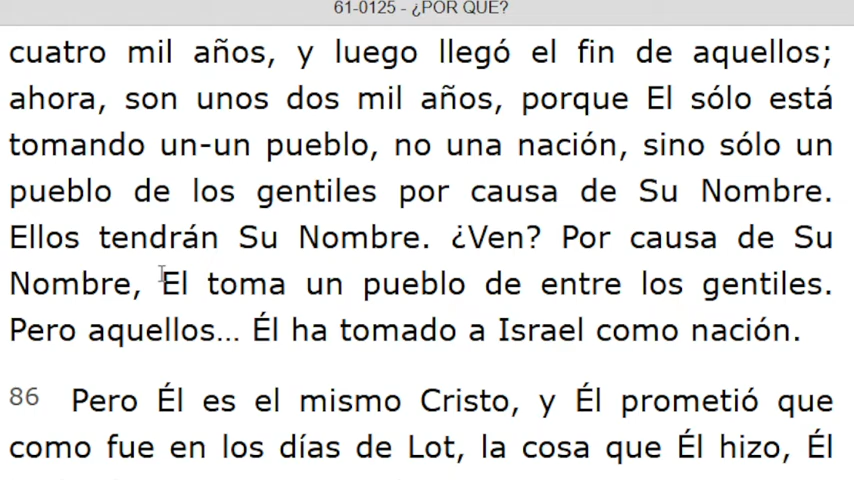 61-0125 - ¿POR QUE?
cuatro mil años, y luego llegó el fin de aquellos;
ahora, son unos dos mil años, porque El sólo está
tomando un-un pueblo, no una nación, sino sólo un
pueblo de los gentiles por causa de Su Nombre.
Ellos tendrán Su Nombre. ¿Ven? Por causa de Su
Nombre, El toma un pueblo de entre los gentiles.
Pero aquellos... Él ha tomado a Israel como nación.
86 Pero Él es el mismo Cristo, y Él prometió que
como fue en los días de Lot, la cosa que Él hizo, Él